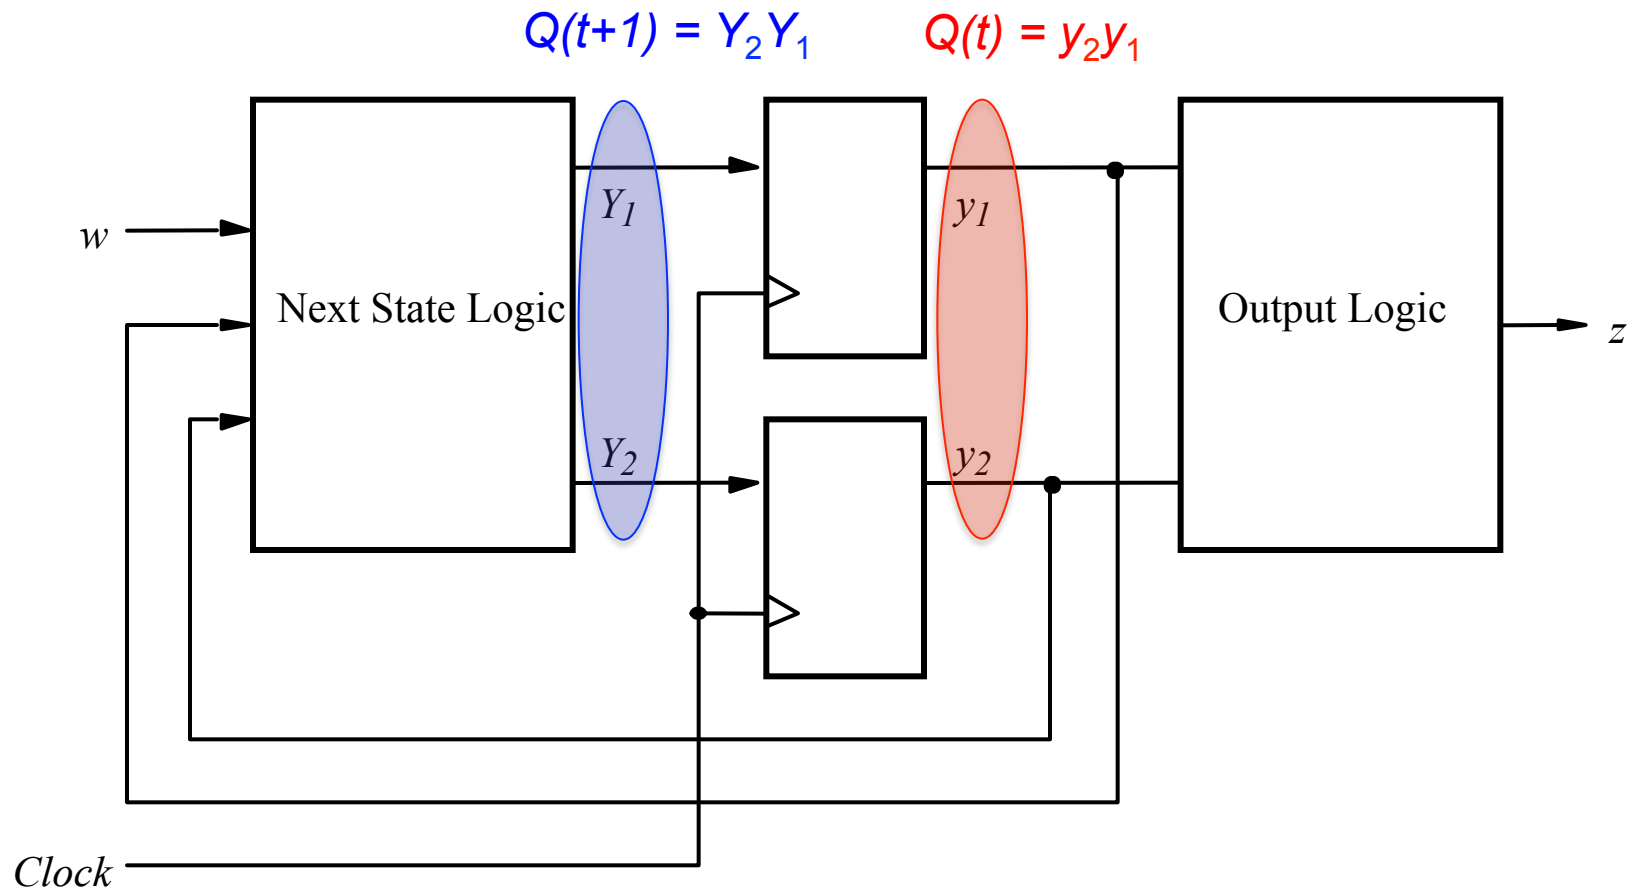 Q(t+1) = Y₂Y₁
Q(t) = y₂y₁
Y₁
y₁
w
Next State Logic
Output Logic
z
Y₂
y₂
Clock